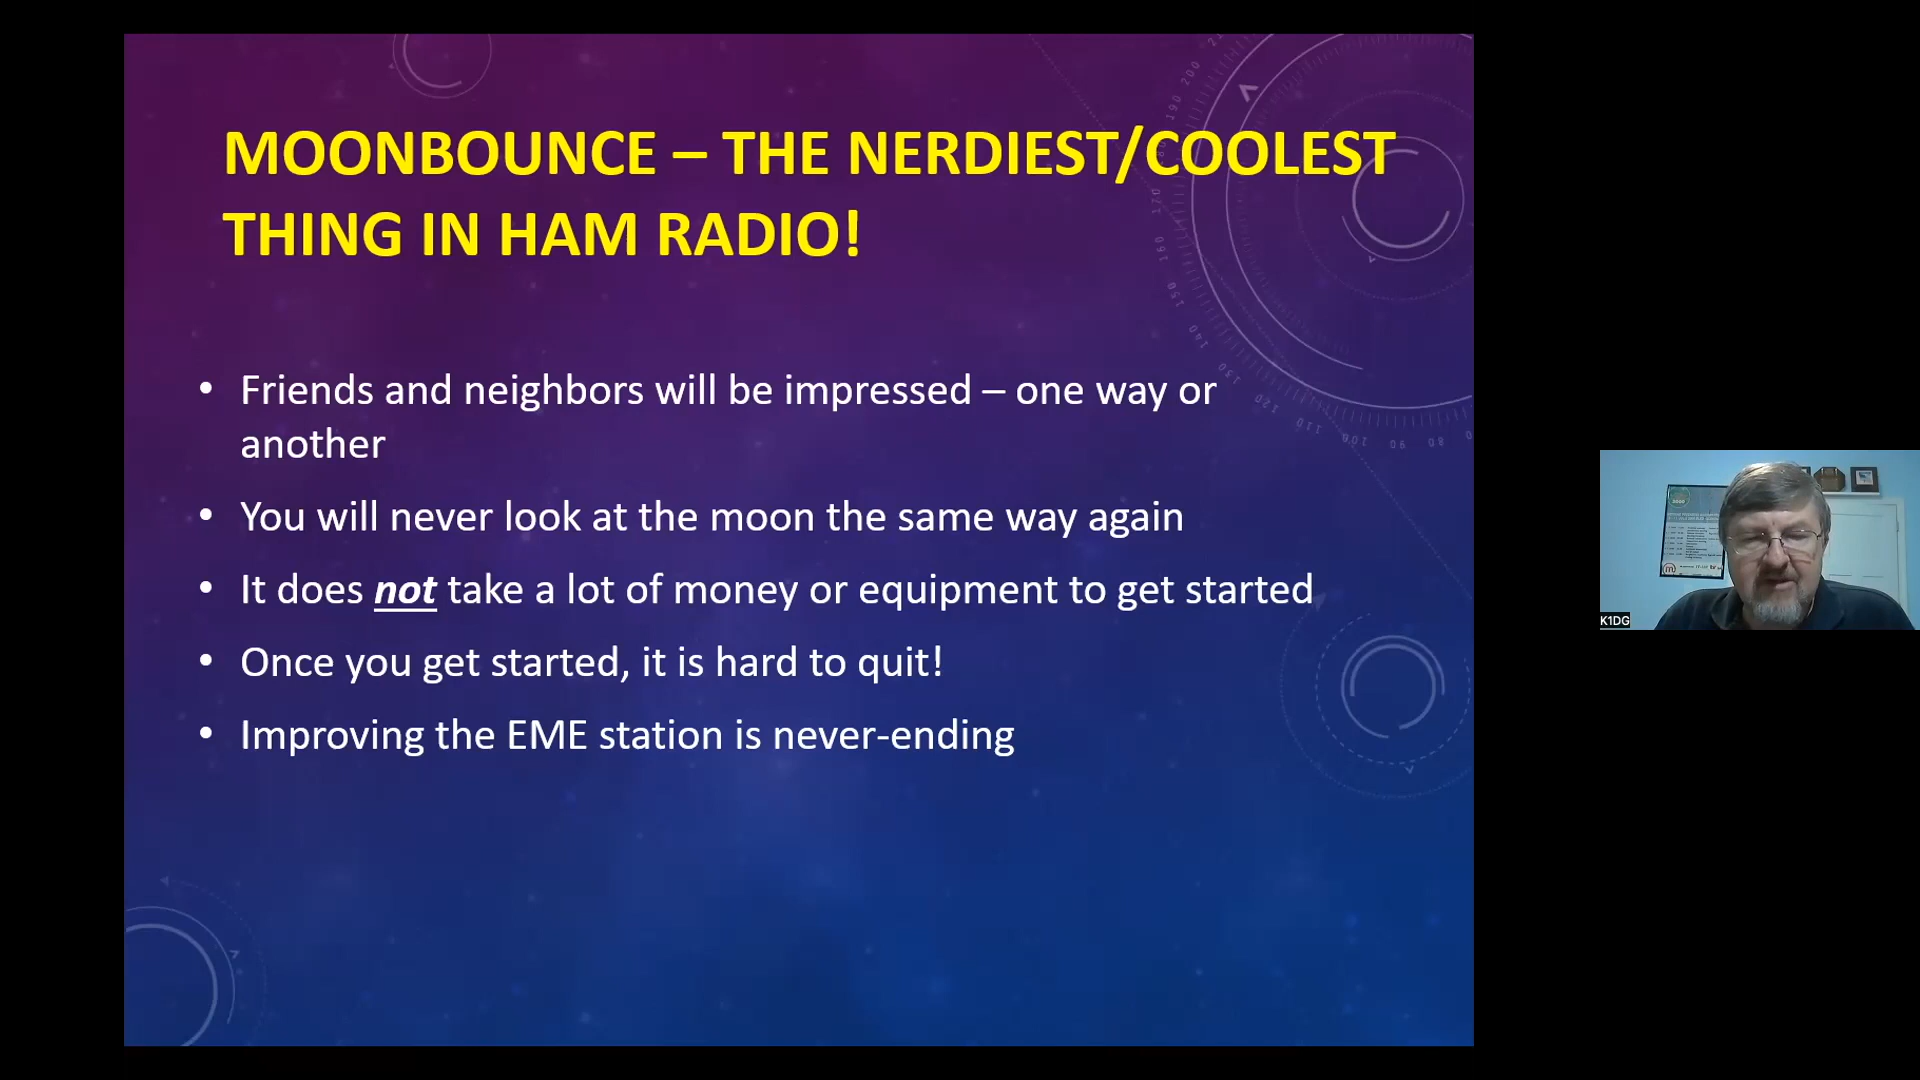 MOONBOUNCE – THE NERDIEST/COOLEST
THING IN HAM RADIO!
• Friends and neighbors will be impressed – one way or
another
• You will never look at the moon the same way again
• It does not take a lot of money or equipment to get started
• Once you get started, it is hard to quit!
• Improving the EME station is never-ending
K1DG